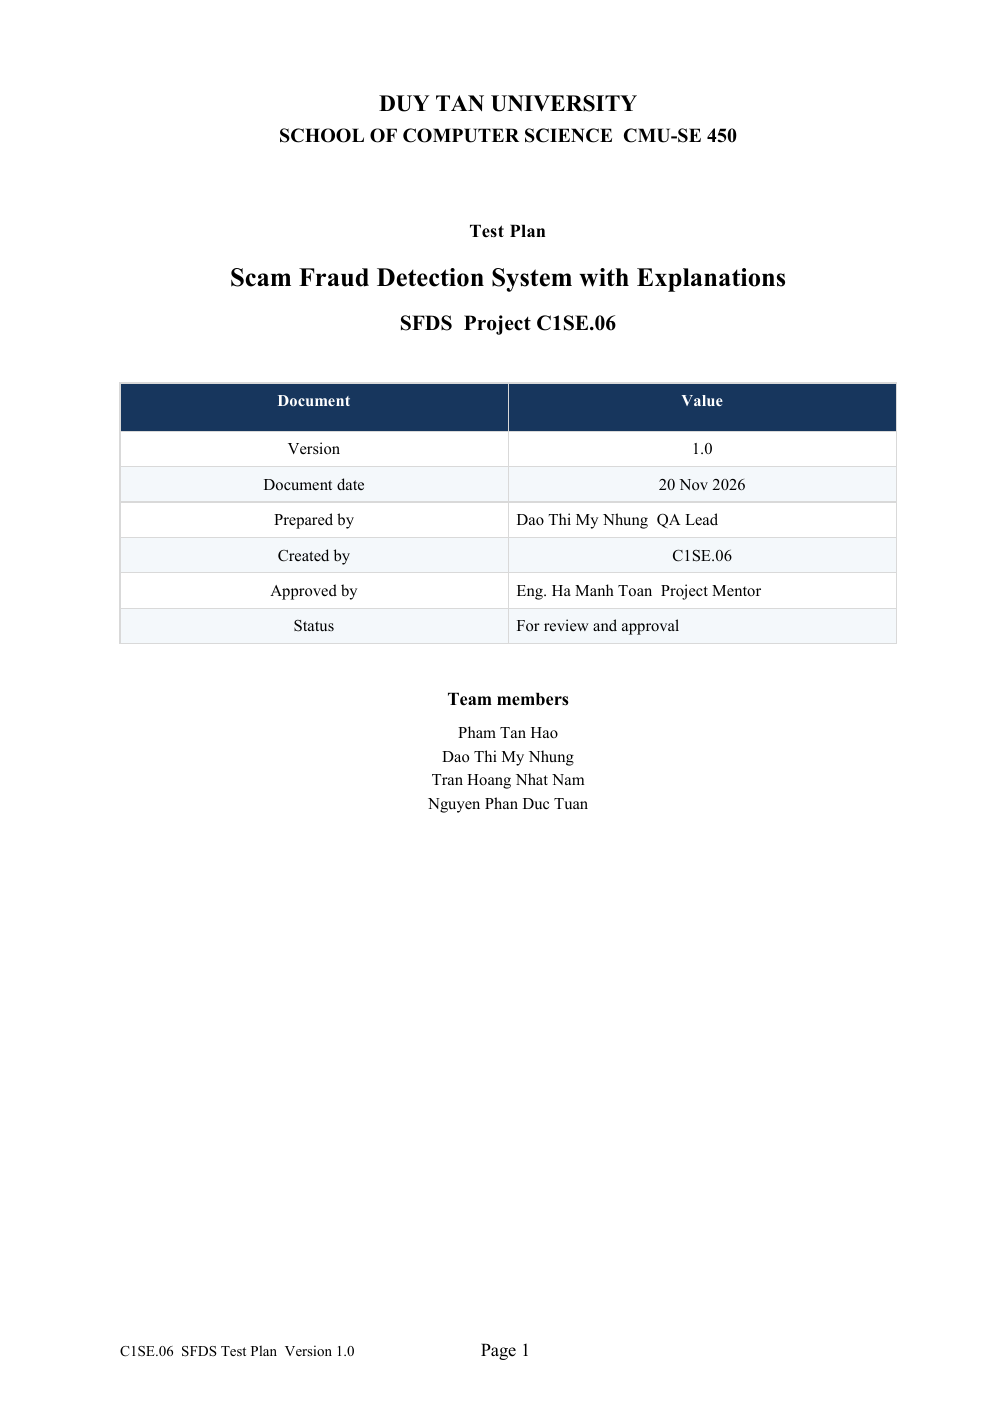 DUY TAN UNIVERSITY
SCHOOL OF COMPUTER SCIENCE  CMU-SE 450
Test Plan
Scam Fraud Detection System with Explanations
SFDS  Project C1SE.06
Document Value
Version 1.0
Document date 20 Nov 2026
Prepared by Dao Thi My Nhung  QA Lead
Created by C1SE.06
Approved by Eng. Ha Manh Toan  Project Mentor
Status For review and approval
Team members
Pham Tan Hao
Dao Thi My Nhung
Tran Hoang Nhat Nam
Nguyen Phan Duc Tuan
C1SE.06  SFDS Test Plan  Version 1.0 Page 1